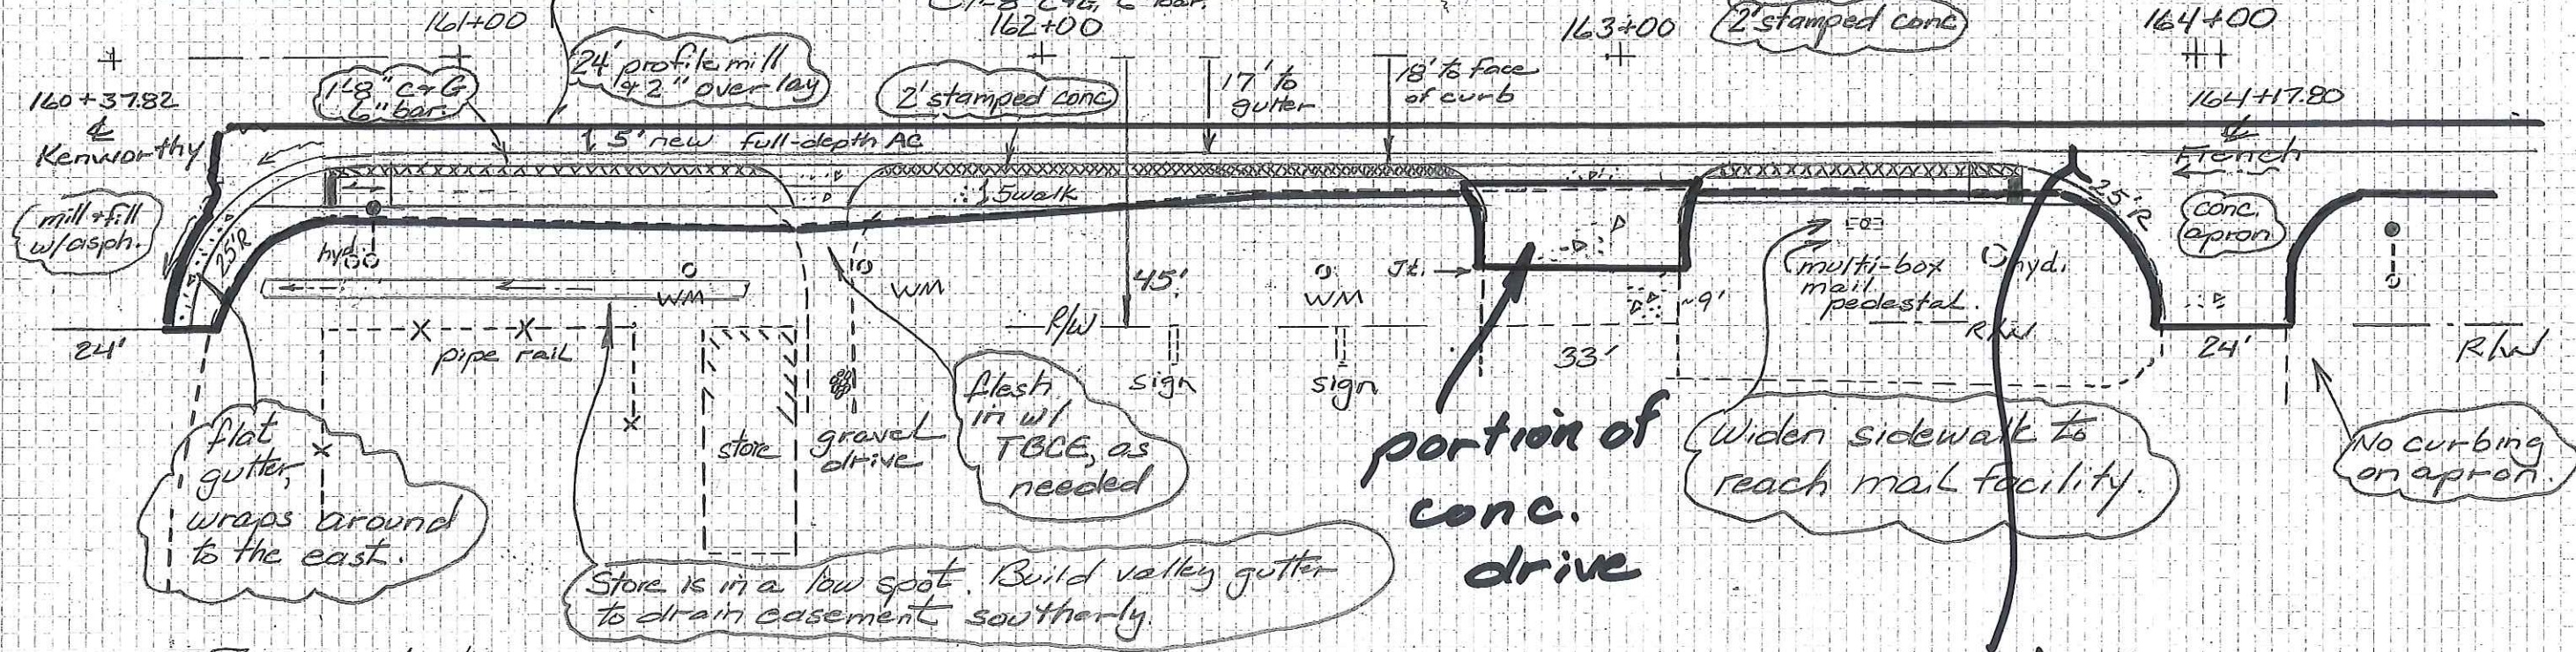 1-8" C+G, 6" bar.
161+00
162+00
163+00
2' stamped conc
164+00
24' profile mill
+ 2" overlay
1-8" C+G
6" bar.
2' stamped conc
17' to
gutter
18' to face
of curb
160+37.82
℄
Kenworthy
164+17.80
℄
French
5' new full-depth AC
5' walk
mill + fill
w/asph.
25' R
hyd.
WM
WM
45'
WM
Jt.
~9'
multi-box
mail
pedestal.
hyd.
25' R
conc.
apron
24'
pipe rail
R/W
33'
R/W
24'
R/W
sign
sign
store
gravel
drive
flesh
in w/
TBCE, as
needed
portion of
conc.
drive
Widen sidewalk to
reach mail facility.
No curbing
on apron.
flat
gutter,
wraps around
to the east.
Store is in a low spot. Build valley gutter
to drain easement southerly.